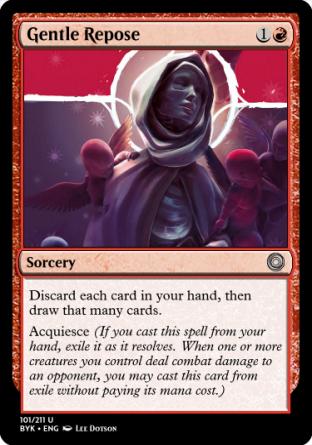 Gentle Repose
1
Sorcery
Discard each card in your hand, then
draw that many cards.
Acquiesce (If you cast this spell from your
hand, exile it as it resolves. When one or more
creatures you control deal combat damage to
an opponent, you may cast this card from
exile without paying its mana cost.)
101/211 U
BYK • ENG Lee Dotson